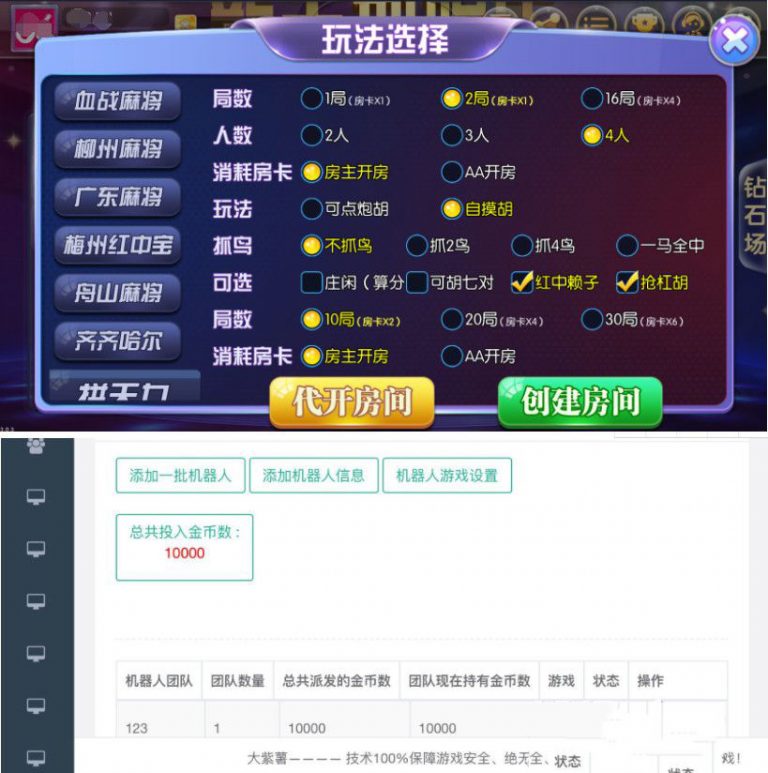 玩法选择
血战麻将
柳州麻将
广东麻将
梅州红中宝
舟山麻将
齐齐哈尔
局数 1局(房卡X1) 2局(房卡X1) 16局(房卡X4)
人数 2人 3人 4人
消耗房卡 房主开房 AA开房
玩法 可点炮胡 自摸胡
抓鸟 不抓鸟 抓2鸟 抓4鸟 一马全中
可选 庄闲（算分 可胡七对 红中赖子 抢杠胡
局数 10局(房卡X2) 20局(房卡X4) 30局(房卡X6)
消耗房卡 房主开房 AA开房
钻石场
代开房间 创建房间
添加一批机器人 添加机器人信息 机器人游戏设置
总共投入金币数：
10000
机器人团队 团队数量 总共派发的金币数 团队现在持有金币数 游戏 状态 操作
123 1 10000 10000
大紫薯———— 技术100%保障游戏安全、绝无 全、状态 戏！